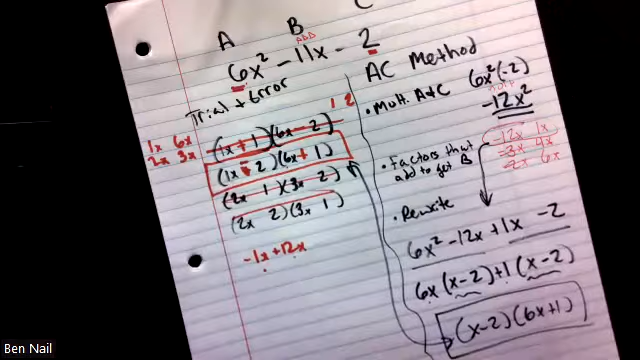 C
A B
ADD
6x² - 11x - 2
Trial + Error
1 2
1x 6x
2x 3x
(1x + 1)(6x - 2)
(1x - 2)(6x + 1)
(2x 1)(3x - 2)
(2x 2)(3x 1)
-1x + 12x
AC Method
• Mult. A & C 6x²(-2)
-12x²
• Factors that add to get B
-12x 1x
-3x 4x
-2x 6x
• Rewrite
6x² - 12x + 1x - 2
6x (x - 2) + 1 (x - 2)
(x - 2)(6x + 1)
Ben Nail